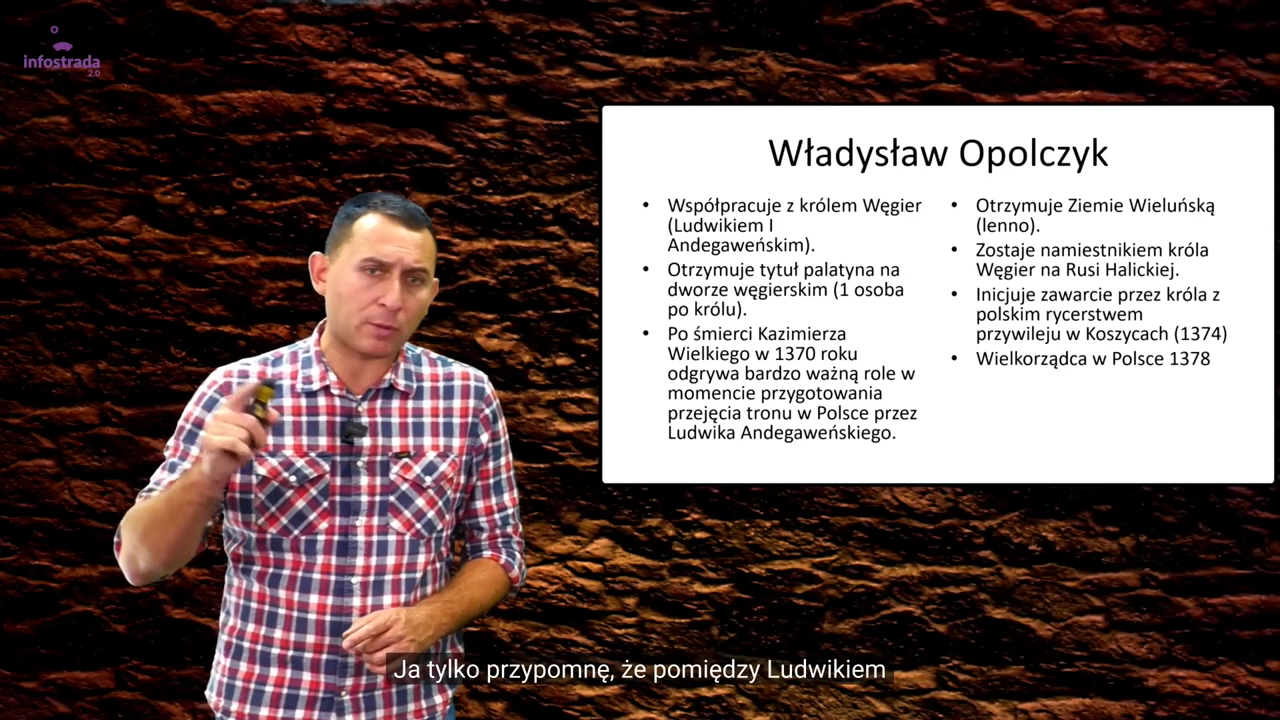 infostrada
2.0
Władysław Opolczyk
• Współpracuje z królem Węgier
(Ludwikiem I
Andegaweńskim).
• Otrzymuje tytuł palatyna na
dworze węgierskim (1 osoba
po królu).
• Po śmierci Kazimierza
Wielkiego w 1370 roku
odgrywa bardzo ważną role w
momencie przygotowania
przejęcia tronu w Polsce przez
Ludwika Andegaweńskiego.
• Otrzymuje Ziemie Wieluńską
(lenno).
• Zostaje namiestnikiem króla
Węgier na Rusi Halickiej.
• Inicjuje zawarcie przez króla z
polskim rycerstwem
przywileju w Koszycach (1374)
• Wielkorządca w Polsce 1378
Ja tylko przypomnę, że pomiędzy Ludwikiem